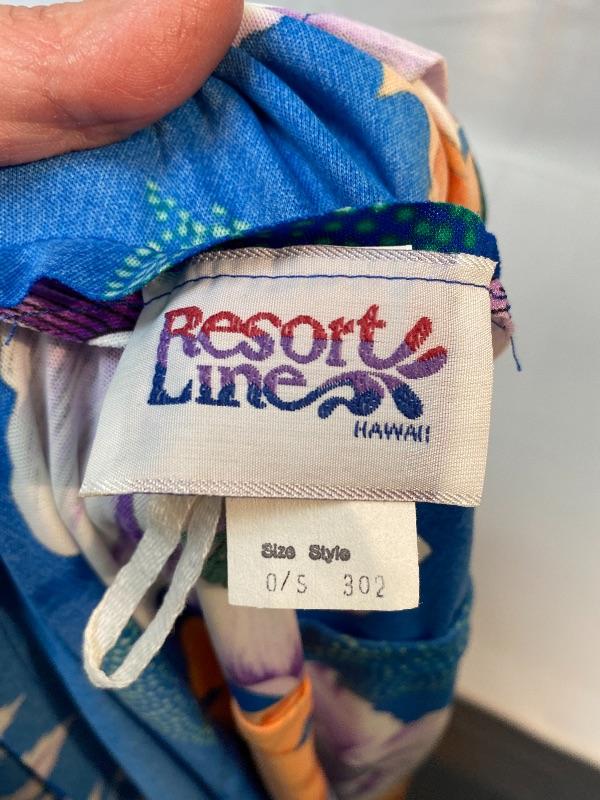 Resort
Line
HAWAII
Size Style
O/S 302